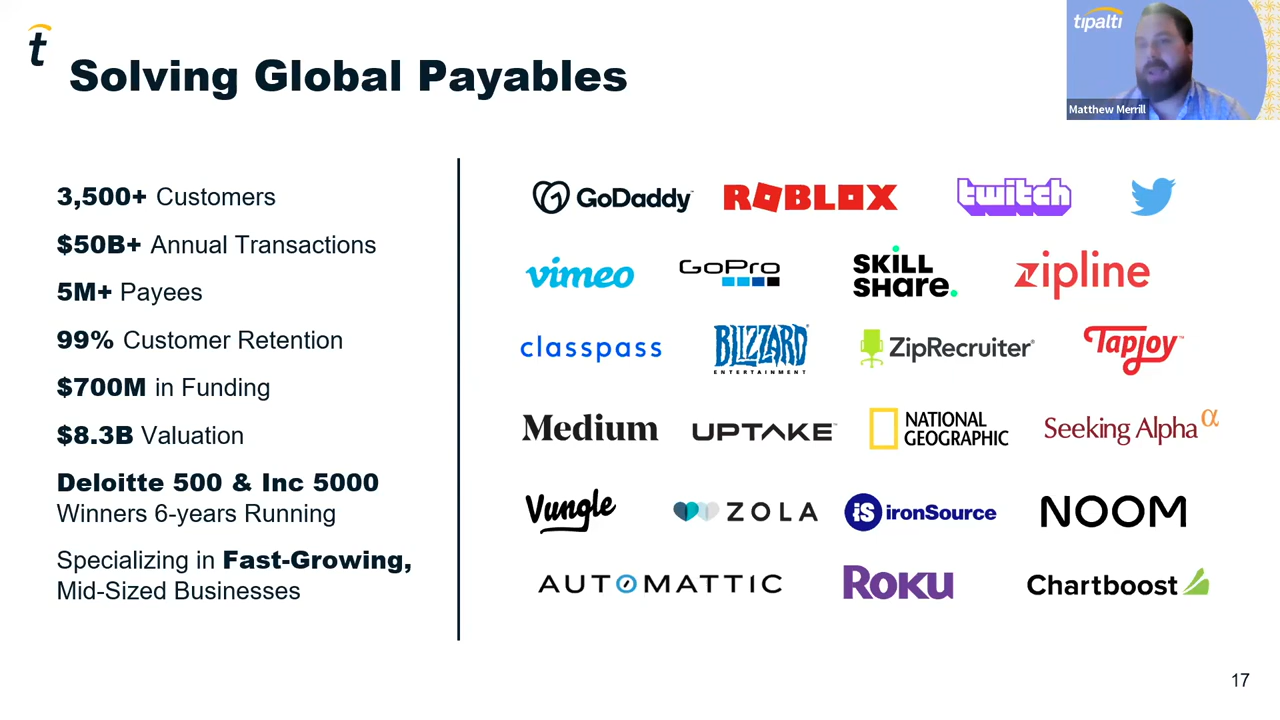 t
Solving Global Payables
tipalti
Matthew Merrill
3,500+ Customers
$50B+ Annual Transactions
5M+ Payees
99% Customer Retention
$700M in Funding
$8.3B Valuation
Deloitte 500 & Inc 5000
Winners 6-years Running
Specializing in Fast-Growing,
Mid-Sized Businesses
GoDaddy ROBLOX twitch
vimeo GoPro SKILL
SHare. zipline
classpass BLIZZARD
ENTERTAINMENT ZipRecruiter® Tapjoy™
Medium UPTAKE™ NATIONAL
GEOGRAPHIC Seeking Alpha α
Vungle ZOLA iS ironSource NOOM
AUTOMATTIC ROKU Chartboost
17